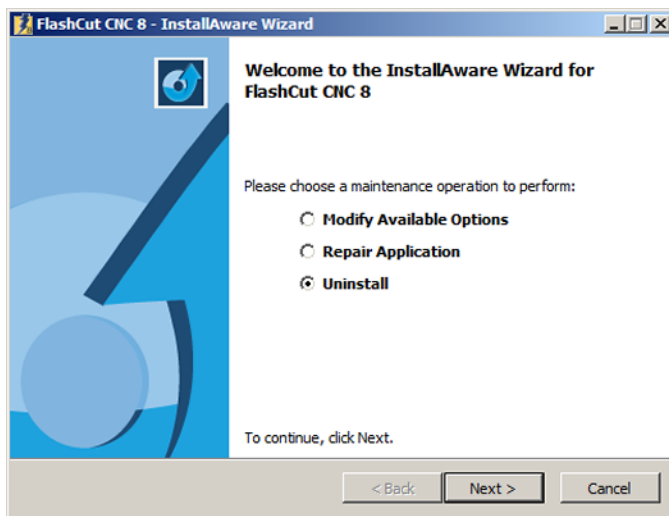 FlashCut CNC 8 - InstallAware Wizard
Welcome to the InstallAware Wizard for
FlashCut CNC 8
Please choose a maintenance operation to perform:
Modify Available Options
Repair Application
Uninstall
To continue, click Next.
< Back Next > Cancel